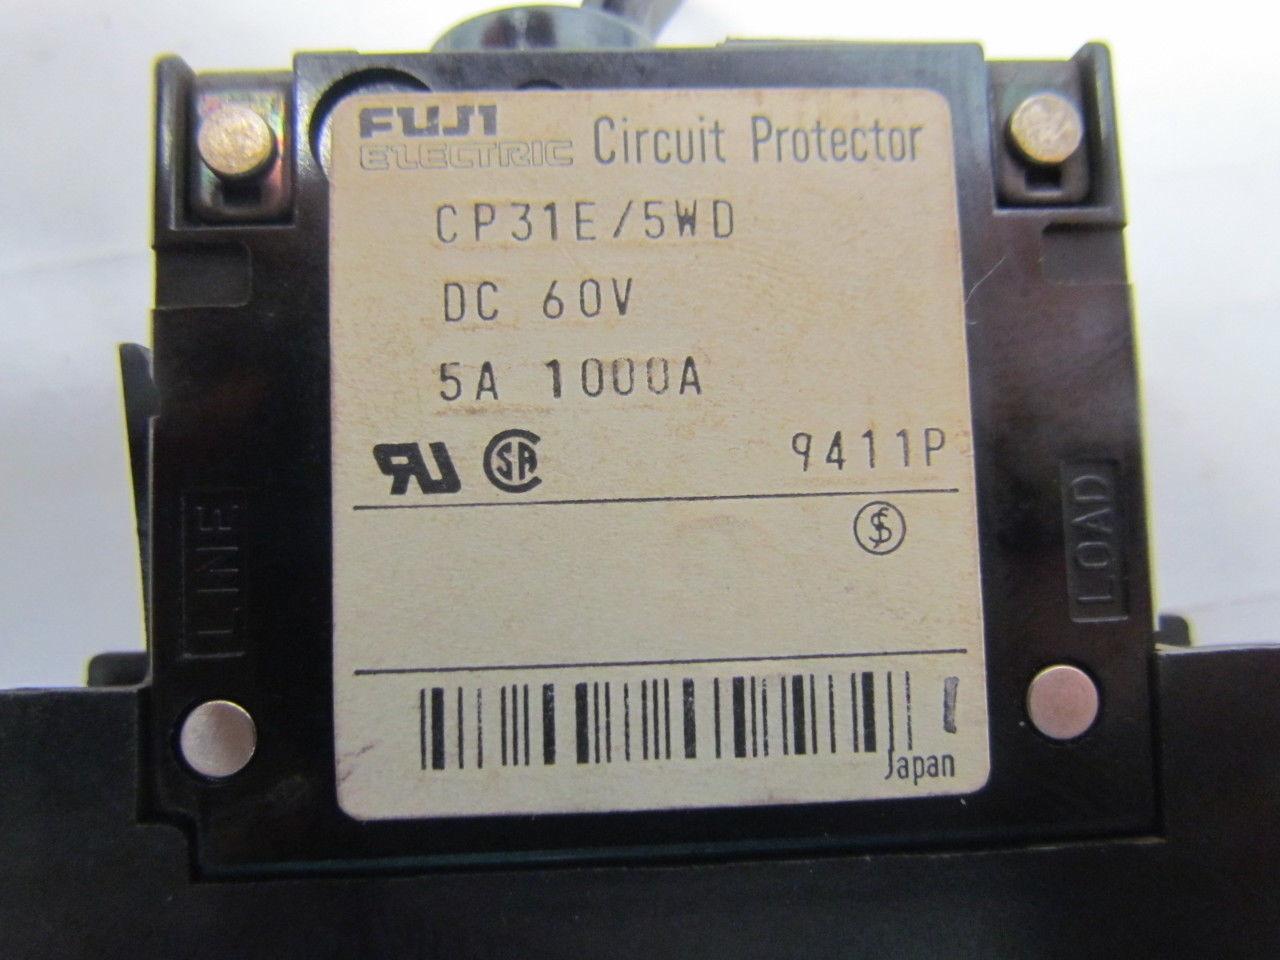 FUJI
ELECTRIC Circuit Protector
CP31E/5WD
DC 60V
5A 1000A
9411P
LINE
LOAD
Japan